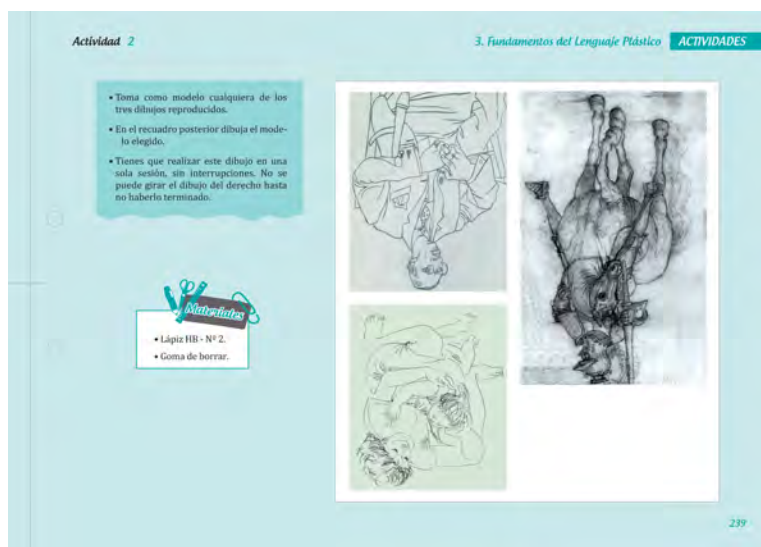 Actividad 2
3. Fundamentos del Lenguaje Plástico ACTIVIDADES
• Toma como modelo cualquiera de los
tres dibujos reproducidos.
• En el recuadro posterior dibuja el mode-
lo elegido.
• Tienes que realizar este dibujo en una
sola sesión, sin interrupciones. No se
puede girar el dibujo del derecho hasta
no haberlo terminado.
Materiales
• Lápiz HB - Nº 2.
• Goma de borrar.
239